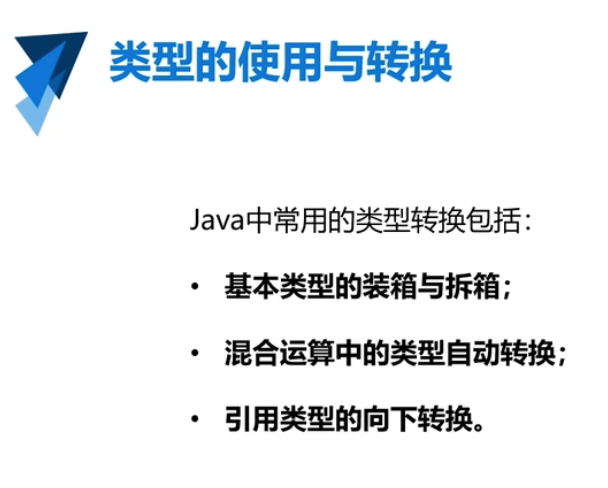 类型的使用与转换
Java中常用的类型转换包括：
• 基本类型的装箱与拆箱；
• 混合运算中的类型自动转换；
• 引用类型的向下转换。